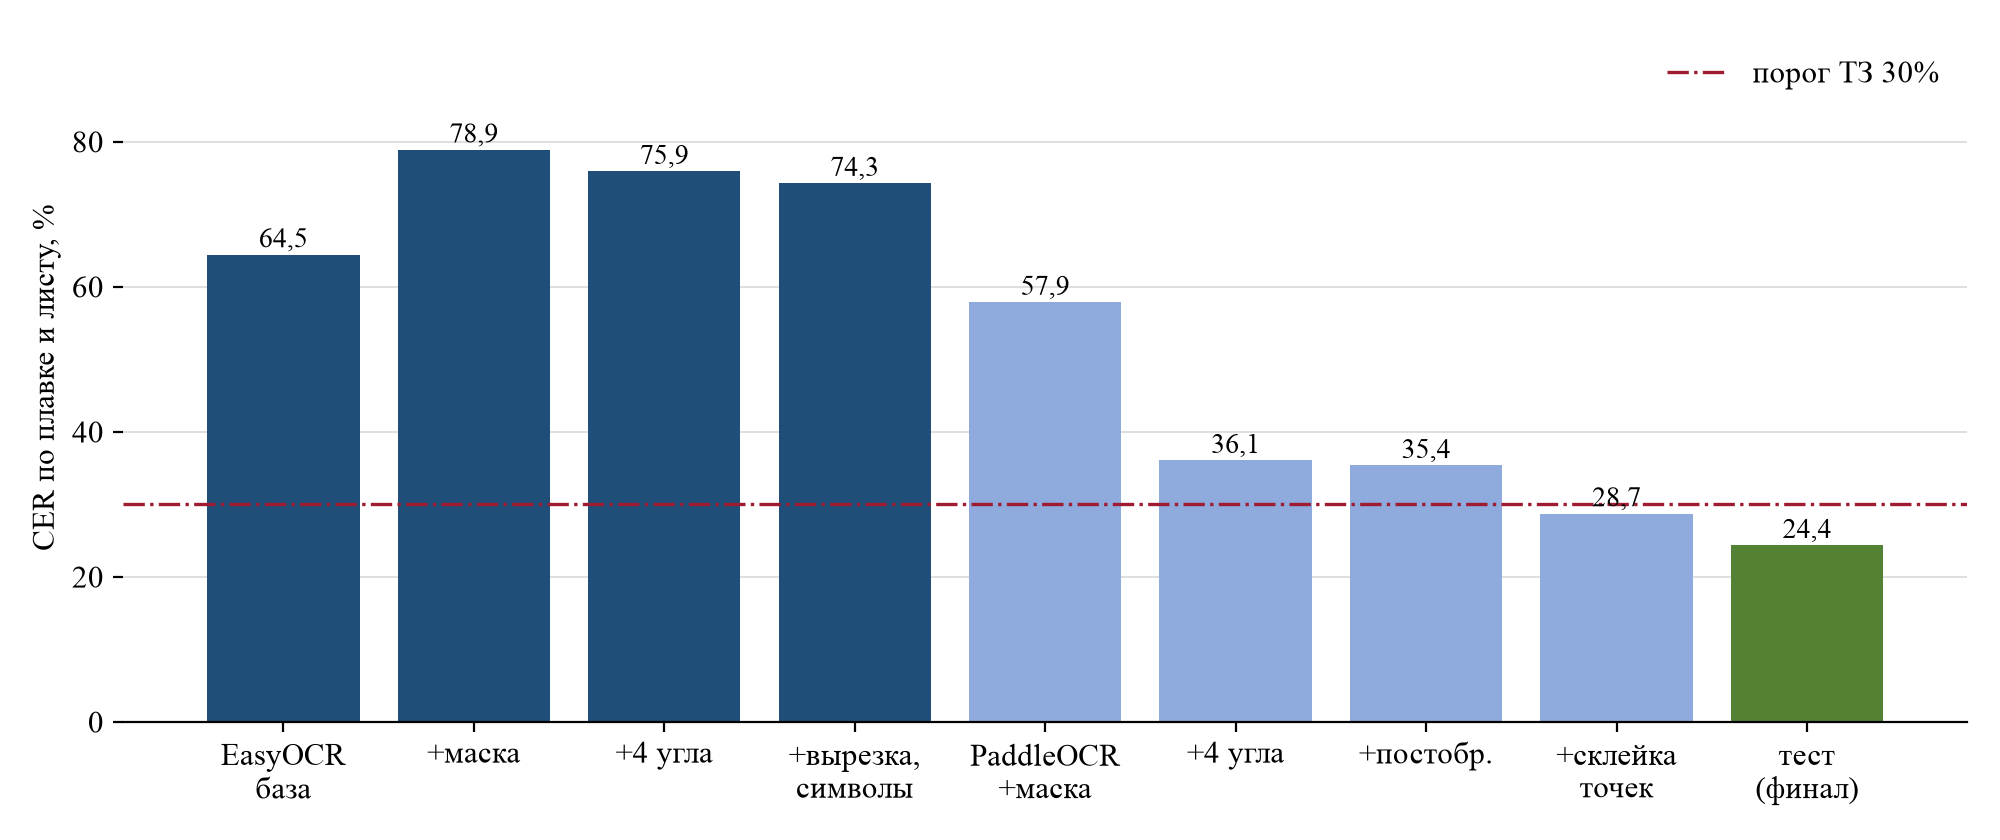 порог ТЗ 30%
CER по плавке и листу, %
80
60
40
20
0
64,5
78,9
75,9
74,3
57,9
36,1
35,4
28,7
24,4
EasyOCR
база
+маска
+4 угла
+вырезка,
символы
PaddleOCR
+маска
+4 угла
+постобр.
+склейка
точек
тест
(финал)